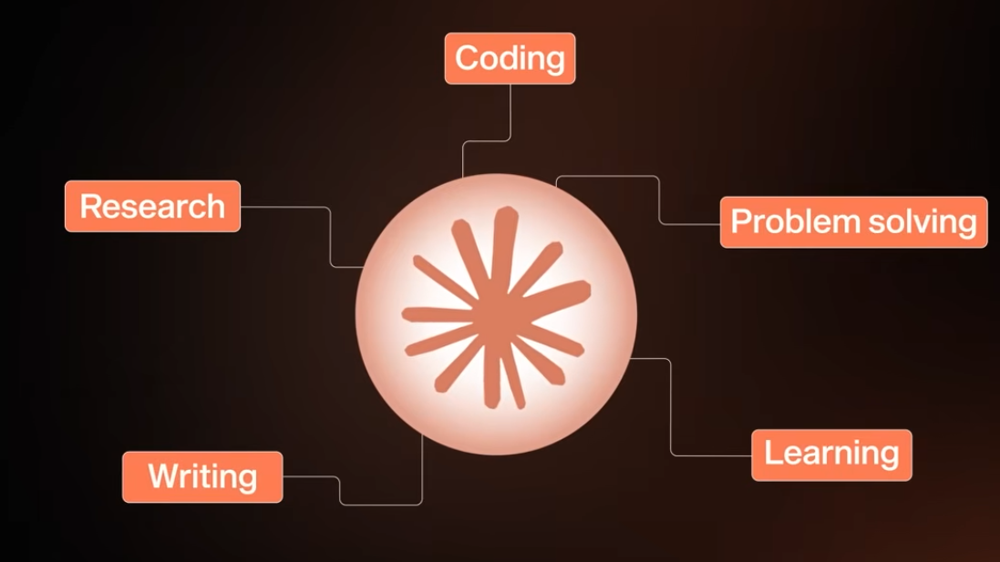 Coding
Research
Problem solving
Learning
Writing